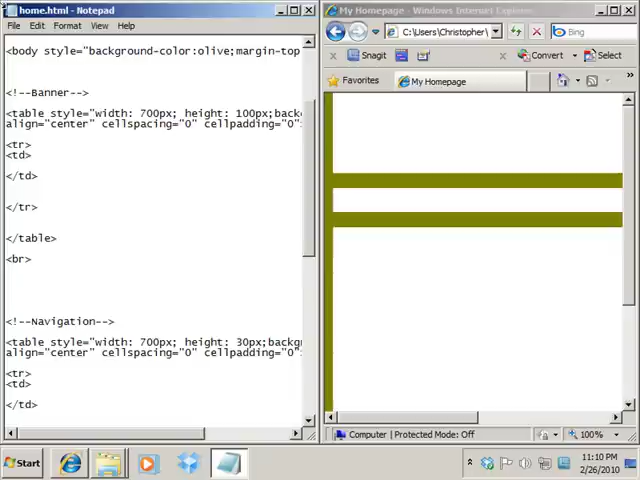 home.html - Notepad
File Edit Format View Help
<body style="background-color:olive;margin-top
<!--Banner-->
<table style="width: 700px; height: 100px;backg
align="center" cellspacing="0" cellpadding="0">
<tr>
<td>
</td>
</tr>
</table>
<br>
<!--Navigation-->
<table style="width: 700px; height: 30px;backgr
align="center" cellspacing="0" cellpadding="0">
<tr>
<td>
</td>
My Homepage - Windows Internet Explorer
C:\Users\Christopher\
Bing
x Snagit
x Convert Select
Favorites
My Homepage
Computer | Protected Mode: Off
100%
Start
11:10 PM
2/26/2010